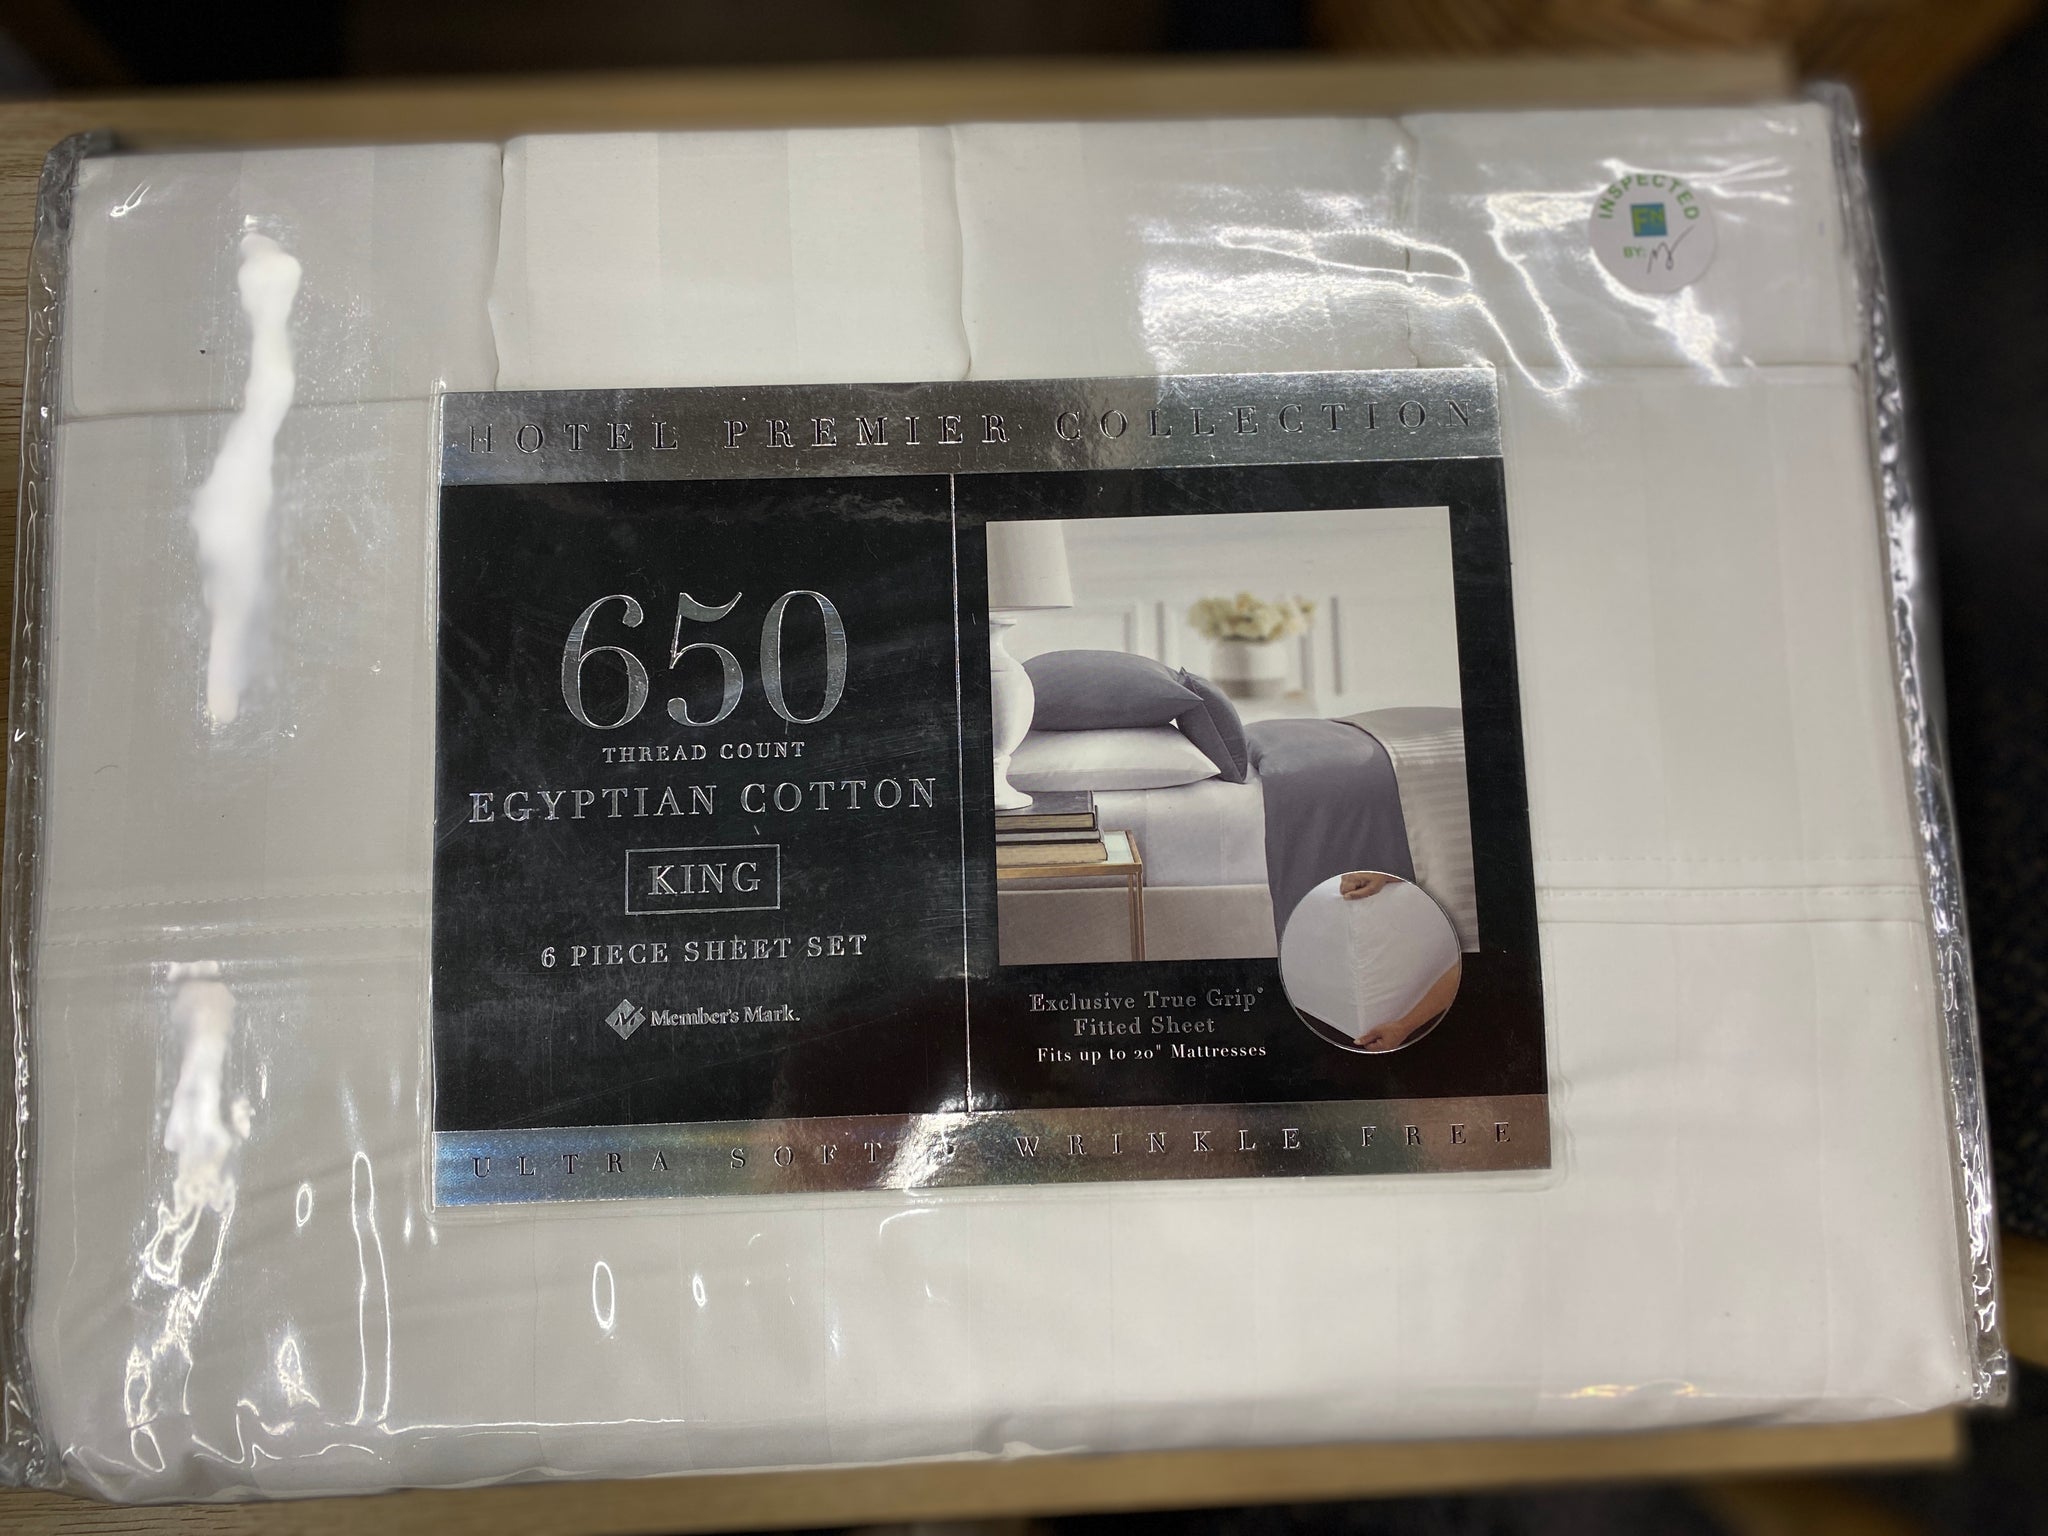 INSPECTED
FN
BY:
HOTEL PREMIER COLLECTION
650
THREAD COUNT
EGYPTIAN COTTON
KING
6 PIECE SHEET SET
Member's Mark.
Exclusive True Grip®
Fitted Sheet
Fits up to 20" Mattresses
ULTRA SOFT & WRINKLE FREE